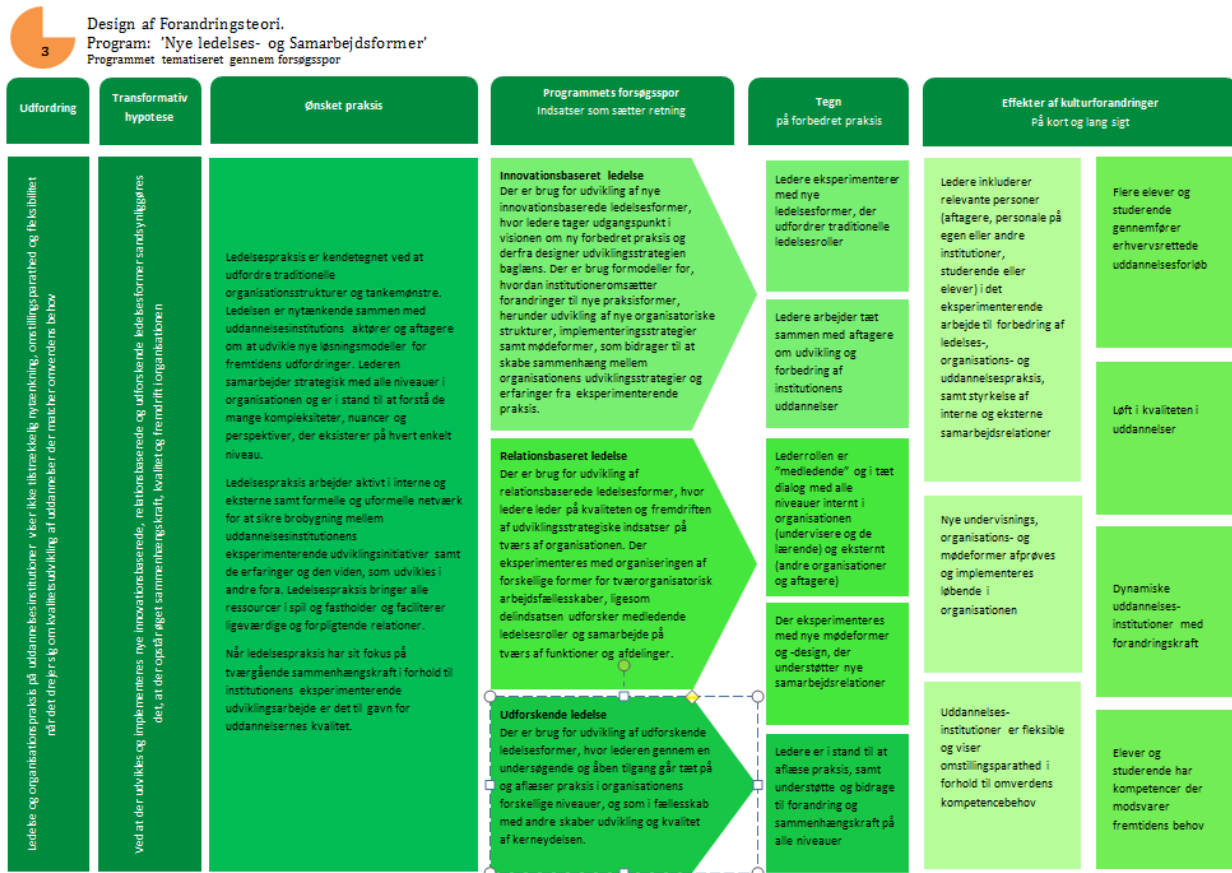 3
Design af Forandringsteori.
Program: 'Nye ledelses- og Samarbejdsformer'
Programmet tematiseret gennem forsøgsspor
Udfordring
Transformativ
hypotese
Ønsket praksis
Programmets forsøgsspor
Indsatser som sætter retning
Tegn
på forbedret praksis
Effekter af kulturforandringer
På kort og lang sigt
Ledelse og organisationspraksis på uddannelsesinstitutioner viser ikke tilstrækkelig nytænkning, omstillingsparathed og fleksibilitet
når det drejer sig om kvalitetsudvikling af uddannelser der matcher omverdens behov
Ved at der udvikles og implementeres nye innovationsbaserede, relationsbaserede og udforskende ledelsesformer sandsynliggøres
det, at der opstår øget sammenhængskraft, kvalitet og fremdrift i organisationen
Ledelsespraksis er kendetegnet ved at
udfordre traditionelle
organisationsstrukturer og tankemønstre.
Ledelsen er nytænkende sammen med
uddannelsesinstitutions aktører og aftagere
om at udvikle nye løsningsmodeller for
fremtidens udfordringer. Lederen
samarbejder strategisk med alle niveauer i
organisationen og er i stand til at forstå de
mange kompleksiteter, nuancer og
perspektiver, der eksisterer på hvert enkelt
niveau.
Ledelsespraksis arbejder aktivt i interne og
eksterne samt formelle og uformelle netværk
for at sikre brobygning mellem
uddannelsesinstitutionens
eksperimenterende udviklingsinitiativer samt
de erfaringer og den viden, som udvikles i
andre fora. Ledelsespraksis bringer alle
ressourcer i spil og fastholder og faciliterer
ligeværdige og forpligtende relationer.
Når ledelsespraksis har sit fokus på
tværgående sammenhængskraft i forhold til
institutionens eksperimenterende
udviklingsarbejde er det til gavn for
uddannelsernes kvalitet.
Innovationsbaseret ledelse
Der er brug for udvikling af nye
innovationsbaserede ledelsesformer,
hvor ledere tager udgangspunkt i
visionen om ny forbedret praksis og
derfra designer udviklingsstrategien
baglæns. Der er brug formodeller for,
hvordan institutioneromsætter
forandringer til nye praksisformer,
herunder udvikling af nye organisatoriske
strukturer, implementeringsstrategier
samt mødeformer, som bidrager til at
skabe sammenhæng mellem
organisationens udviklingsstrategier og
erfaringer fra eksperimenterende
praksis.
Relationsbaseret ledelse
Der er brug for udvikling af
relationsbaserede ledelsesformer, hvor
ledere leder på kvaliteten og fremdriften
af udviklingsstrategiske indsatser på
tværs af organisationen. Der
eksperimenteres med organiseringen af
forskellige former for tværorganisatorisk
arbejdsfællesskaber, ligesom
delindsatsen udforsker medledende
ledelsesroller og samarbejde på
tværs af funktioner og afdelinger.
Udforskende ledelse
Der er brug for udvikling af udforskende
ledelsesformer, hvor lederen gennem en
undersøgende og åben tilgang går tæt på
og aflæser praksis i organisationens
forskellige niveauer, og som i fællesskab
med andre skaber udvikling og kvalitet
af kerneydelsen.
Ledere eksperimenterer
med nye
ledelsesformer, der
udfordrer traditionelle
ledelsesroller
Ledere arbejder tæt
sammen med aftagere
om udvikling og
forbedring af
institutionens
uddannelser
Lederrollen er
"medledende" og i tæt
dialog med alle
niveauer internt i
organisationen
(undervisere og de
lærende) og eksternt
(andre organisationer
og aftagere)
Der eksperimenteres
med nye mødeformer
og -design, der
understøtter nye
samarbejdsrelationer
Ledere er i stand til at
aflæse praksis, samt
understøtte og bidrage
til forandring og
sammenhængskraft på
alle niveauer
Ledere inkluderer
relevante personer
(aftagere, personale på
egen eller andre
institutioner,
studerende eller
elever) i det
eksperimenterende
arbejde til forbedring af
ledelses-,
organisations- og
uddannelsespraksis,
samt styrkelse af
interne og eksterne
samarbejdsrelationer
Nye undervisnings,
organisations- og
mødeformer afprøves
og implementeres
løbende i
organisationen
Uddannelses-
institutioner er fleksible
og viser
omstillingsparathed i
forhold til omverdens
kompetencebehov
Flere elever og
studerende
gennemfører
erhvervsrettede
uddannelsesforløb
Løft i kvaliteten i
uddannelser
Dynamiske
uddannelses-
institutioner med
forandringskraft
Elever og
studerende har
kompetencer der
modsvarer
fremtidens behov